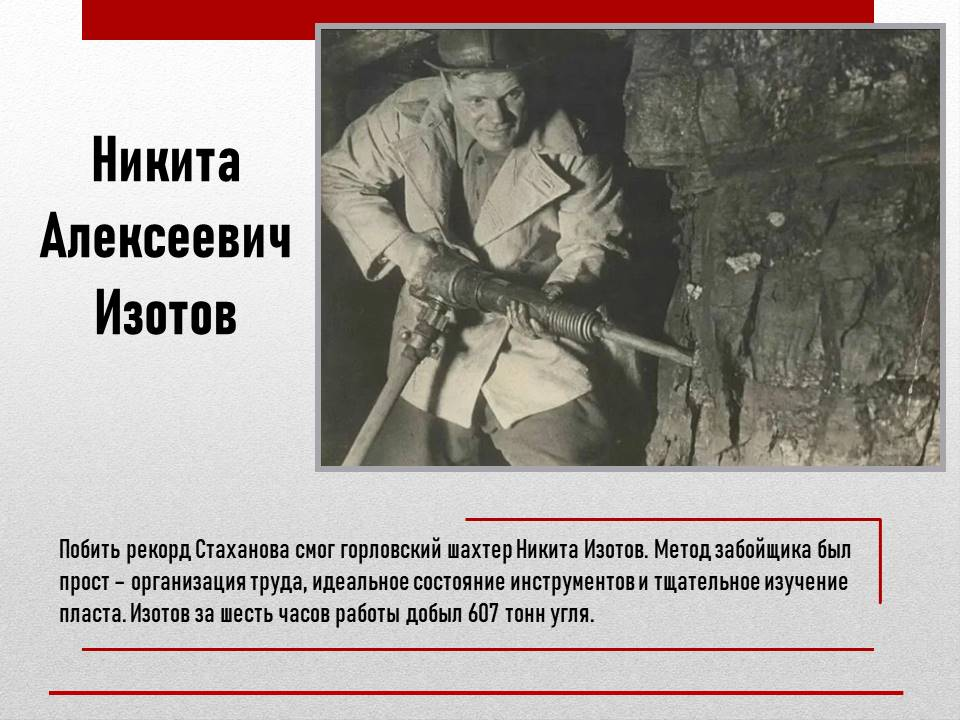 Никита
Алексеевич
Изотов
Побить рекорд Стаханова смог горловский шахтер Никита Изотов. Метод забойщика был
прост – организация труда, идеальное состояние инструментов и тщательное изучение
пласта. Изотов за шесть часов работы добыл 607 тонн угля.